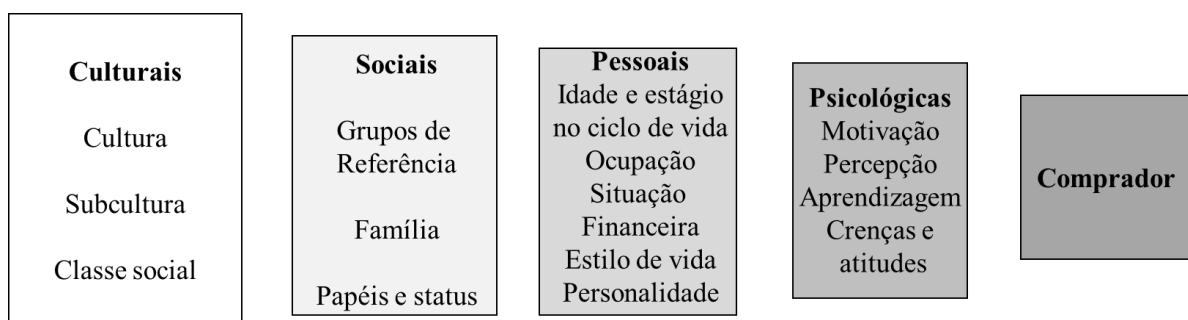 Culturais
Cultura
Subcultura
Classe social
Sociais
Grupos de
Referência
Família
Papéis e status
Pessoais
Idade e estágio
no ciclo de vida
Ocupação
Situação
Financeira
Estilo de vida
Personalidade
Psicológicas
Motivação
Percepção
Aprendizagem
Crenças e
atitudes
Comprador